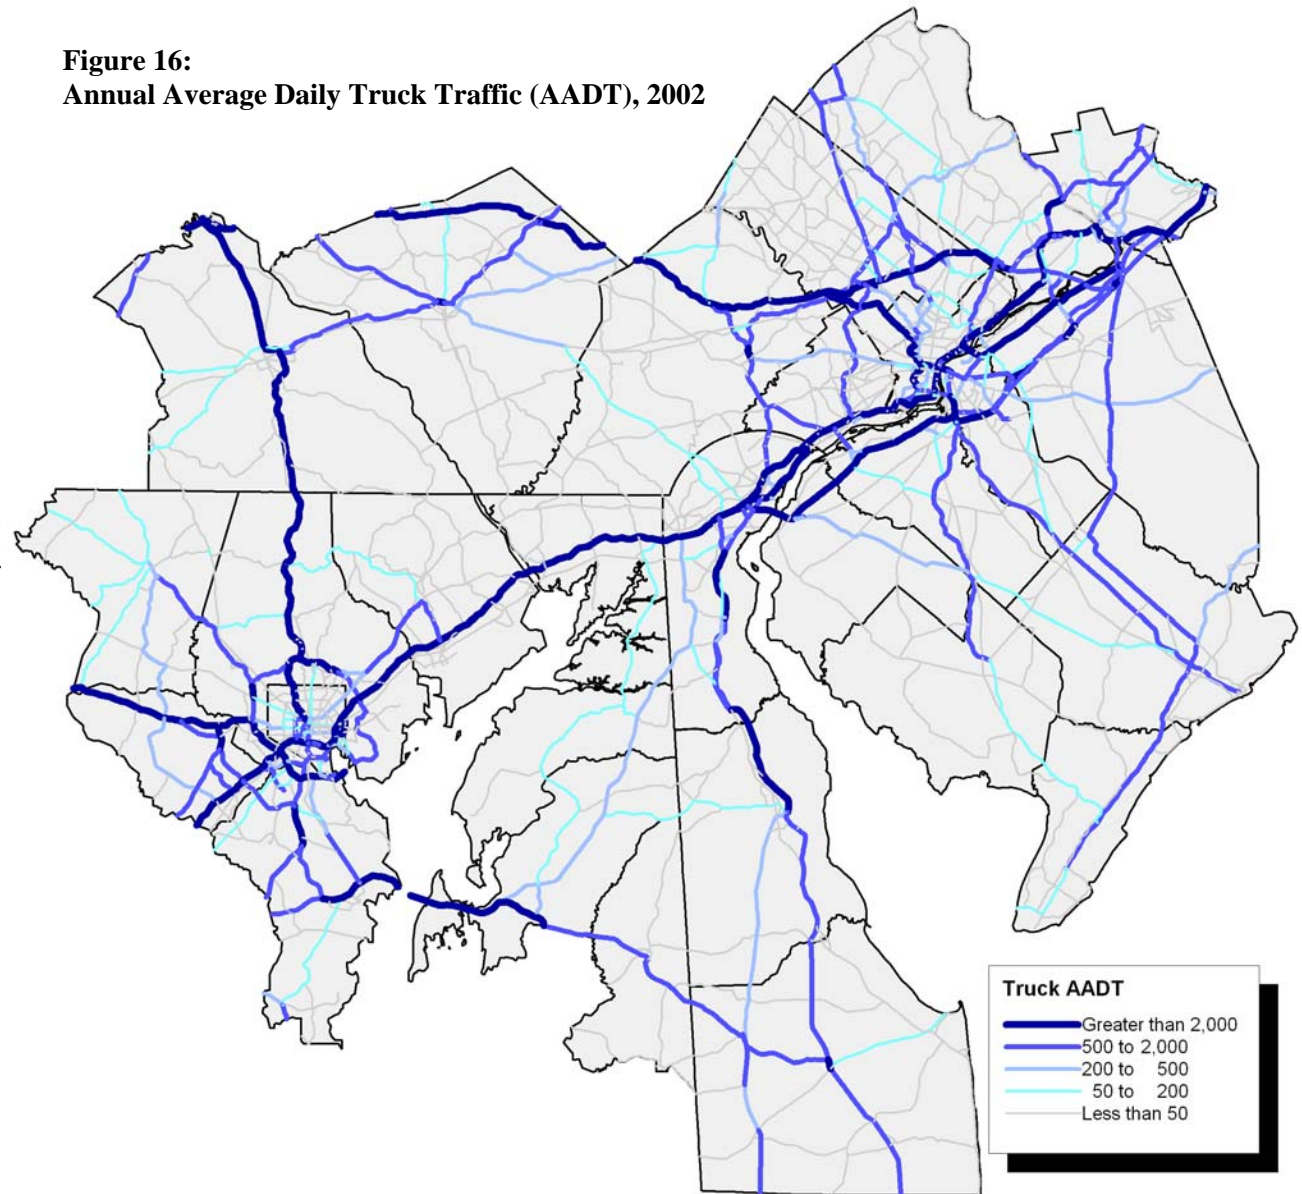 Figure 16:
Annual Average Daily Truck Traffic (AADT), 2002
Truck AADT
Greater than 2,000
500 to 2,000
200 to 500
50 to 200
Less than 50